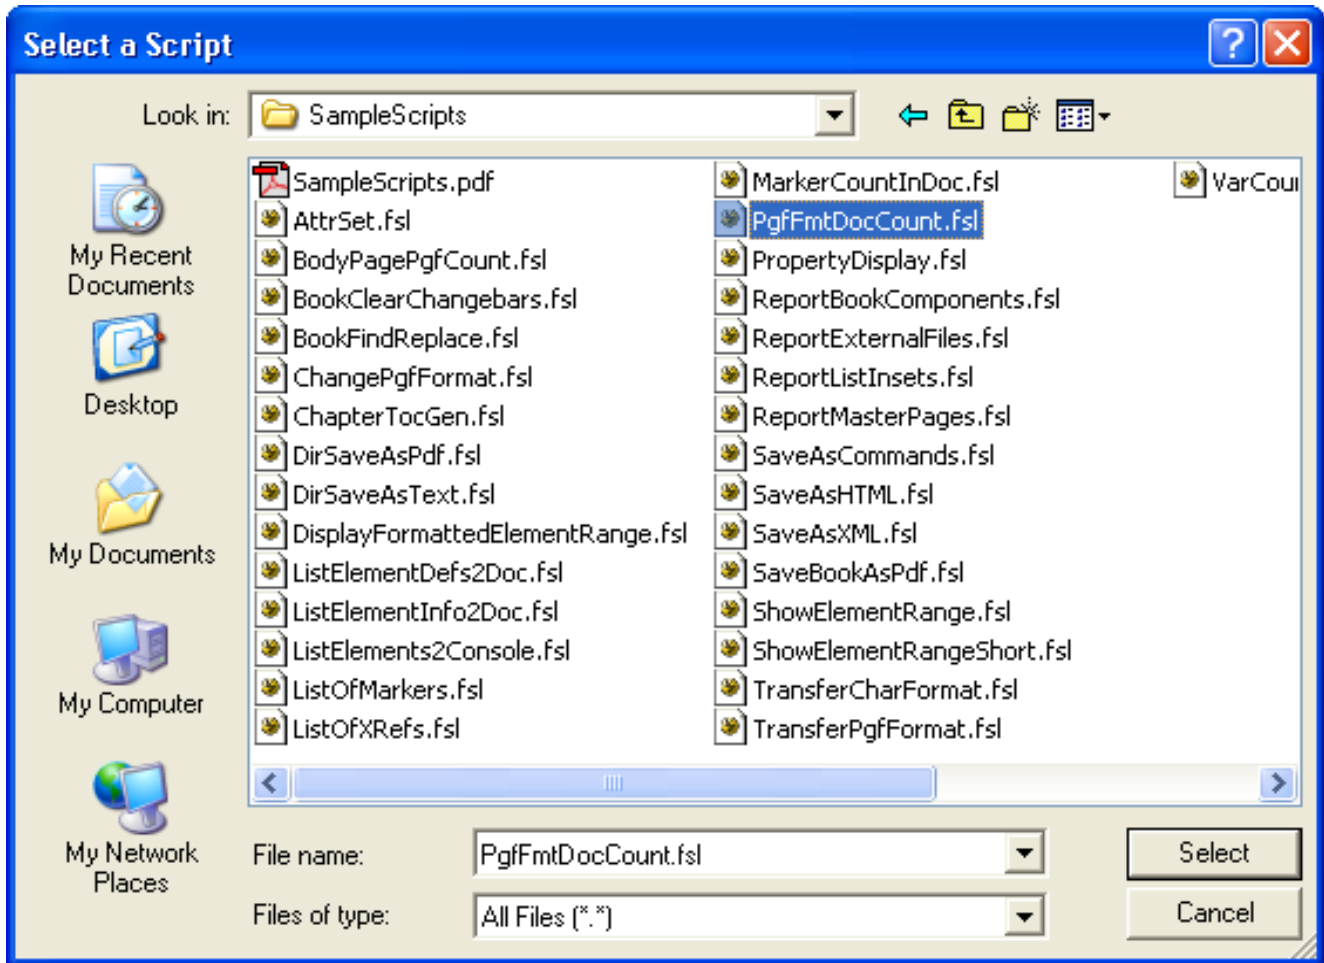 Select a Script
Look in:
SampleScripts
My Recent
Documents
Desktop
My Documents
My Computer
My Network
Places
SampleScripts.pdf
AttrSet.fsl
BodyPagePgfCount.fsl
BookClearChangebars.fsl
BookFindReplace.fsl
ChangePgfFormat.fsl
ChapterTocGen.fsl
DirSaveAsPdf.fsl
DirSaveAsText.fsl
DisplayFormattedElementRange.fsl
ListElementDefs2Doc.fsl
ListElementInfo2Doc.fsl
ListElements2Console.fsl
ListOfMarkers.fsl
ListOfXRefs.fsl
MarkerCountInDoc.fsl
PgfFmtDocCount.fsl
PropertyDisplay.fsl
ReportBookComponents.fsl
ReportExternalFiles.fsl
ReportListInsets.fsl
ReportMasterPages.fsl
SaveAsCommands.fsl
SaveAsHTML.fsl
SaveAsXML.fsl
SaveBookAsPdf.fsl
ShowElementRange.fsl
ShowElementRangeShort.fsl
TransferCharFormat.fsl
TransferPgfFormat.fsl
VarCou
File name:
PgfFmtDocCount.fsl
Select
Files of type:
All Files (*.*)
Cancel